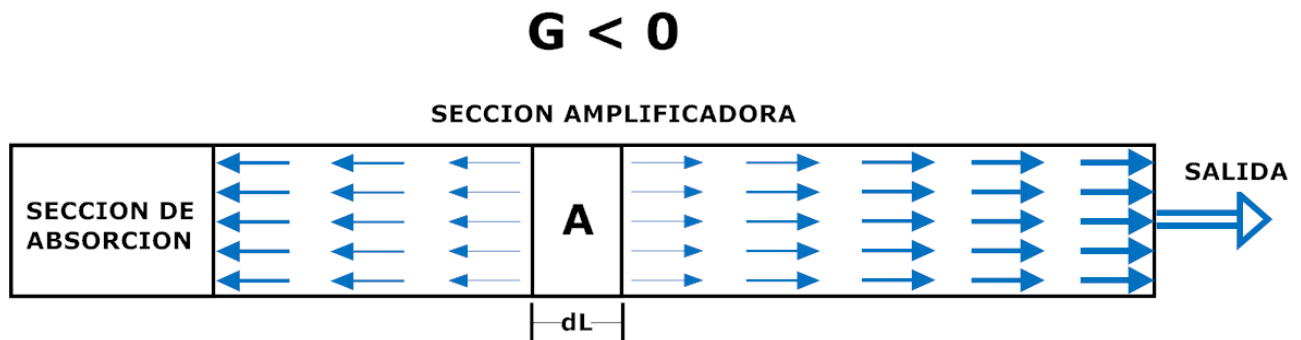 G < 0
SECCION AMPLIFICADORA
SECCION DE
ABSORCION
A
SALIDA
dL